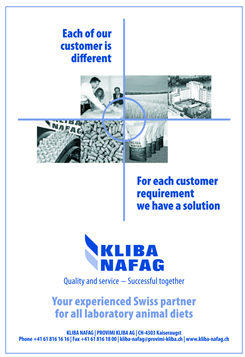 Each of our
customer is
different
KLIBA
NAFAG
For each customer
requirement
we have a solution
KLIBA
NAFAG
Quality and service – Successful together
Your experienced Swiss partner
for all laboratory animal diets
KLIBA NAFAG | PROVIMI KLIBA AG | CH-4303 Kaiseraugst
Phone +41 61 816 16 16 | Fax +41 61 816 18 00 | kliba-nafag@provimi-kliba.ch | www.kliba-nafag.ch